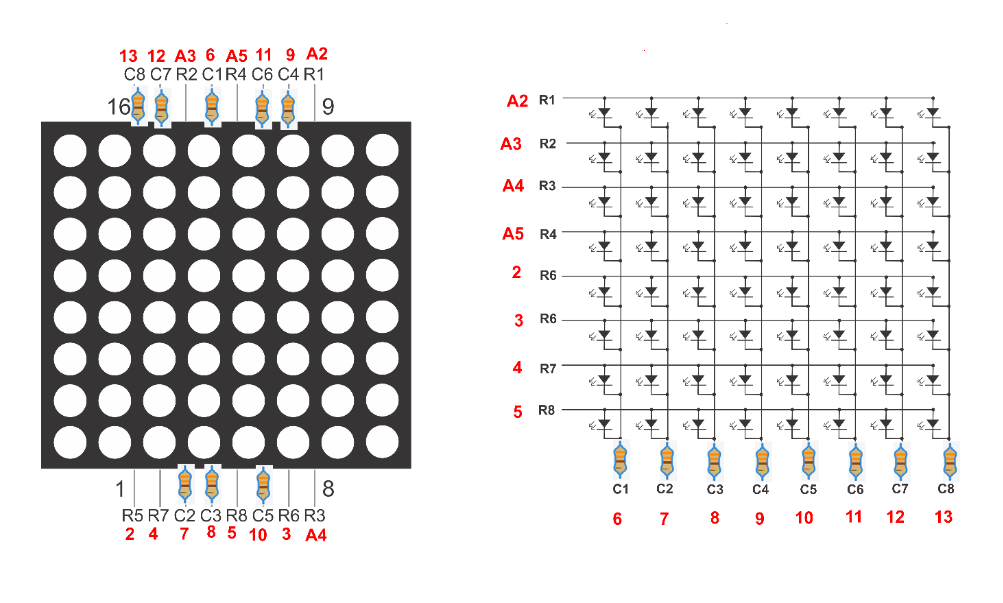 13 12 A3 6 A5 11 9 A2
C8 C7 R2 C1 R4 C6 C4 R1
16 9
1 8
R5 R7 C2 C3 R8 C5 R6 R3
2 4 7 8 5 10 3 A4
A2 R1
A3 R2
A4 R3
A5 R4
2 R6
3 R6
4 R7
5 R8
C1 C2 C3 C4 C5 C6 C7 C8
6 7 8 9 10 11 12 13